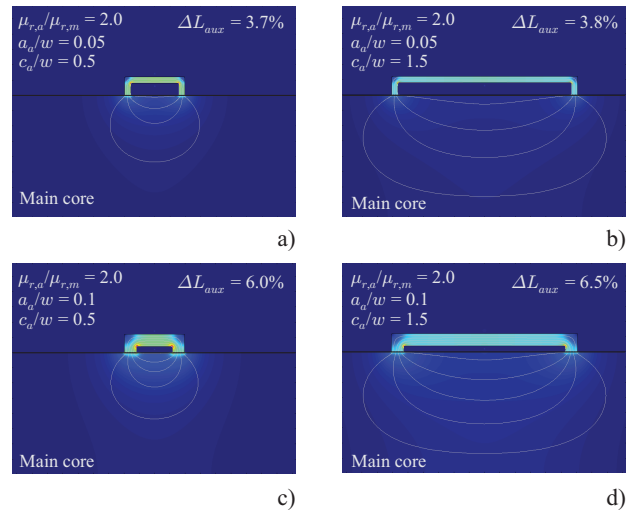 μr,a/μr,m = 2.0 ΔLaux = 3.7%
aa/w = 0.05
ca/w = 0.5
Main core
a)
μr,a/μr,m = 2.0 ΔLaux = 3.8%
aa/w = 0.05
ca/w = 1.5
Main core
b)
μr,a/μr,m = 2.0 ΔLaux = 6.0%
aa/w = 0.1
ca/w = 0.5
Main core
c)
μr,a/μr,m = 2.0 ΔLaux = 6.5%
aa/w = 0.1
ca/w = 1.5
Main core
d)